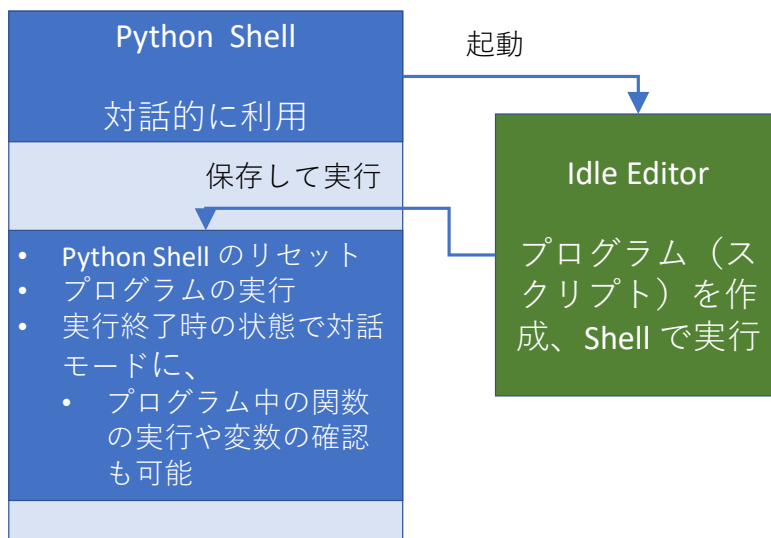 Python Shell
対話的に利用
起動
Idle Editor
プログラム（ス
クリプト）を作
成、Shell で実行
保存して実行
• Python Shell のリセット
• プログラムの実行
• 実行終了時の状態で対話
モードに、
• プログラム中の関数
の実行や変数の確認
も可能